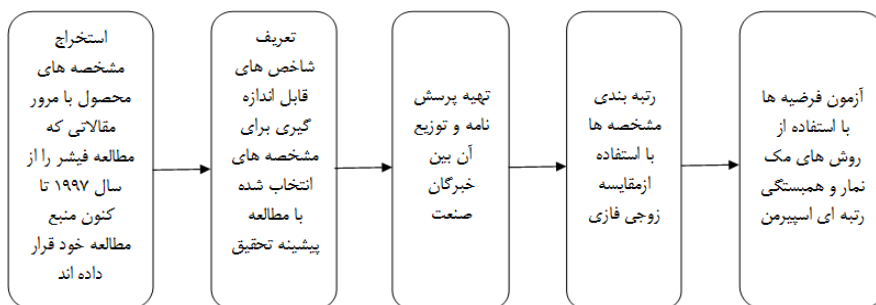 استخراج
مشخصه های
محصول با مرور
مقالاتی که
مطالعه فیشر را از
سال ۱۹۹۷ تا
کنون منبع
مطالعه خود قرار
داده اند
تعریف
شاخص های
قابل اندازه
گیری برای
مشخصه های
انتخاب شده
با مطالعه
پیشینه تحقیق
تهیه پرسش
نامه و توزیع
آن بین
خبرگان
صنعت
رتبه بندی
مشخصه ها
با استفاده
ازمقایسه
زوجی فازی
آزمون فرضیه ها
با استفاده از
روش های مک
نمار و همبستگی
رتبه ای اسپیرمن